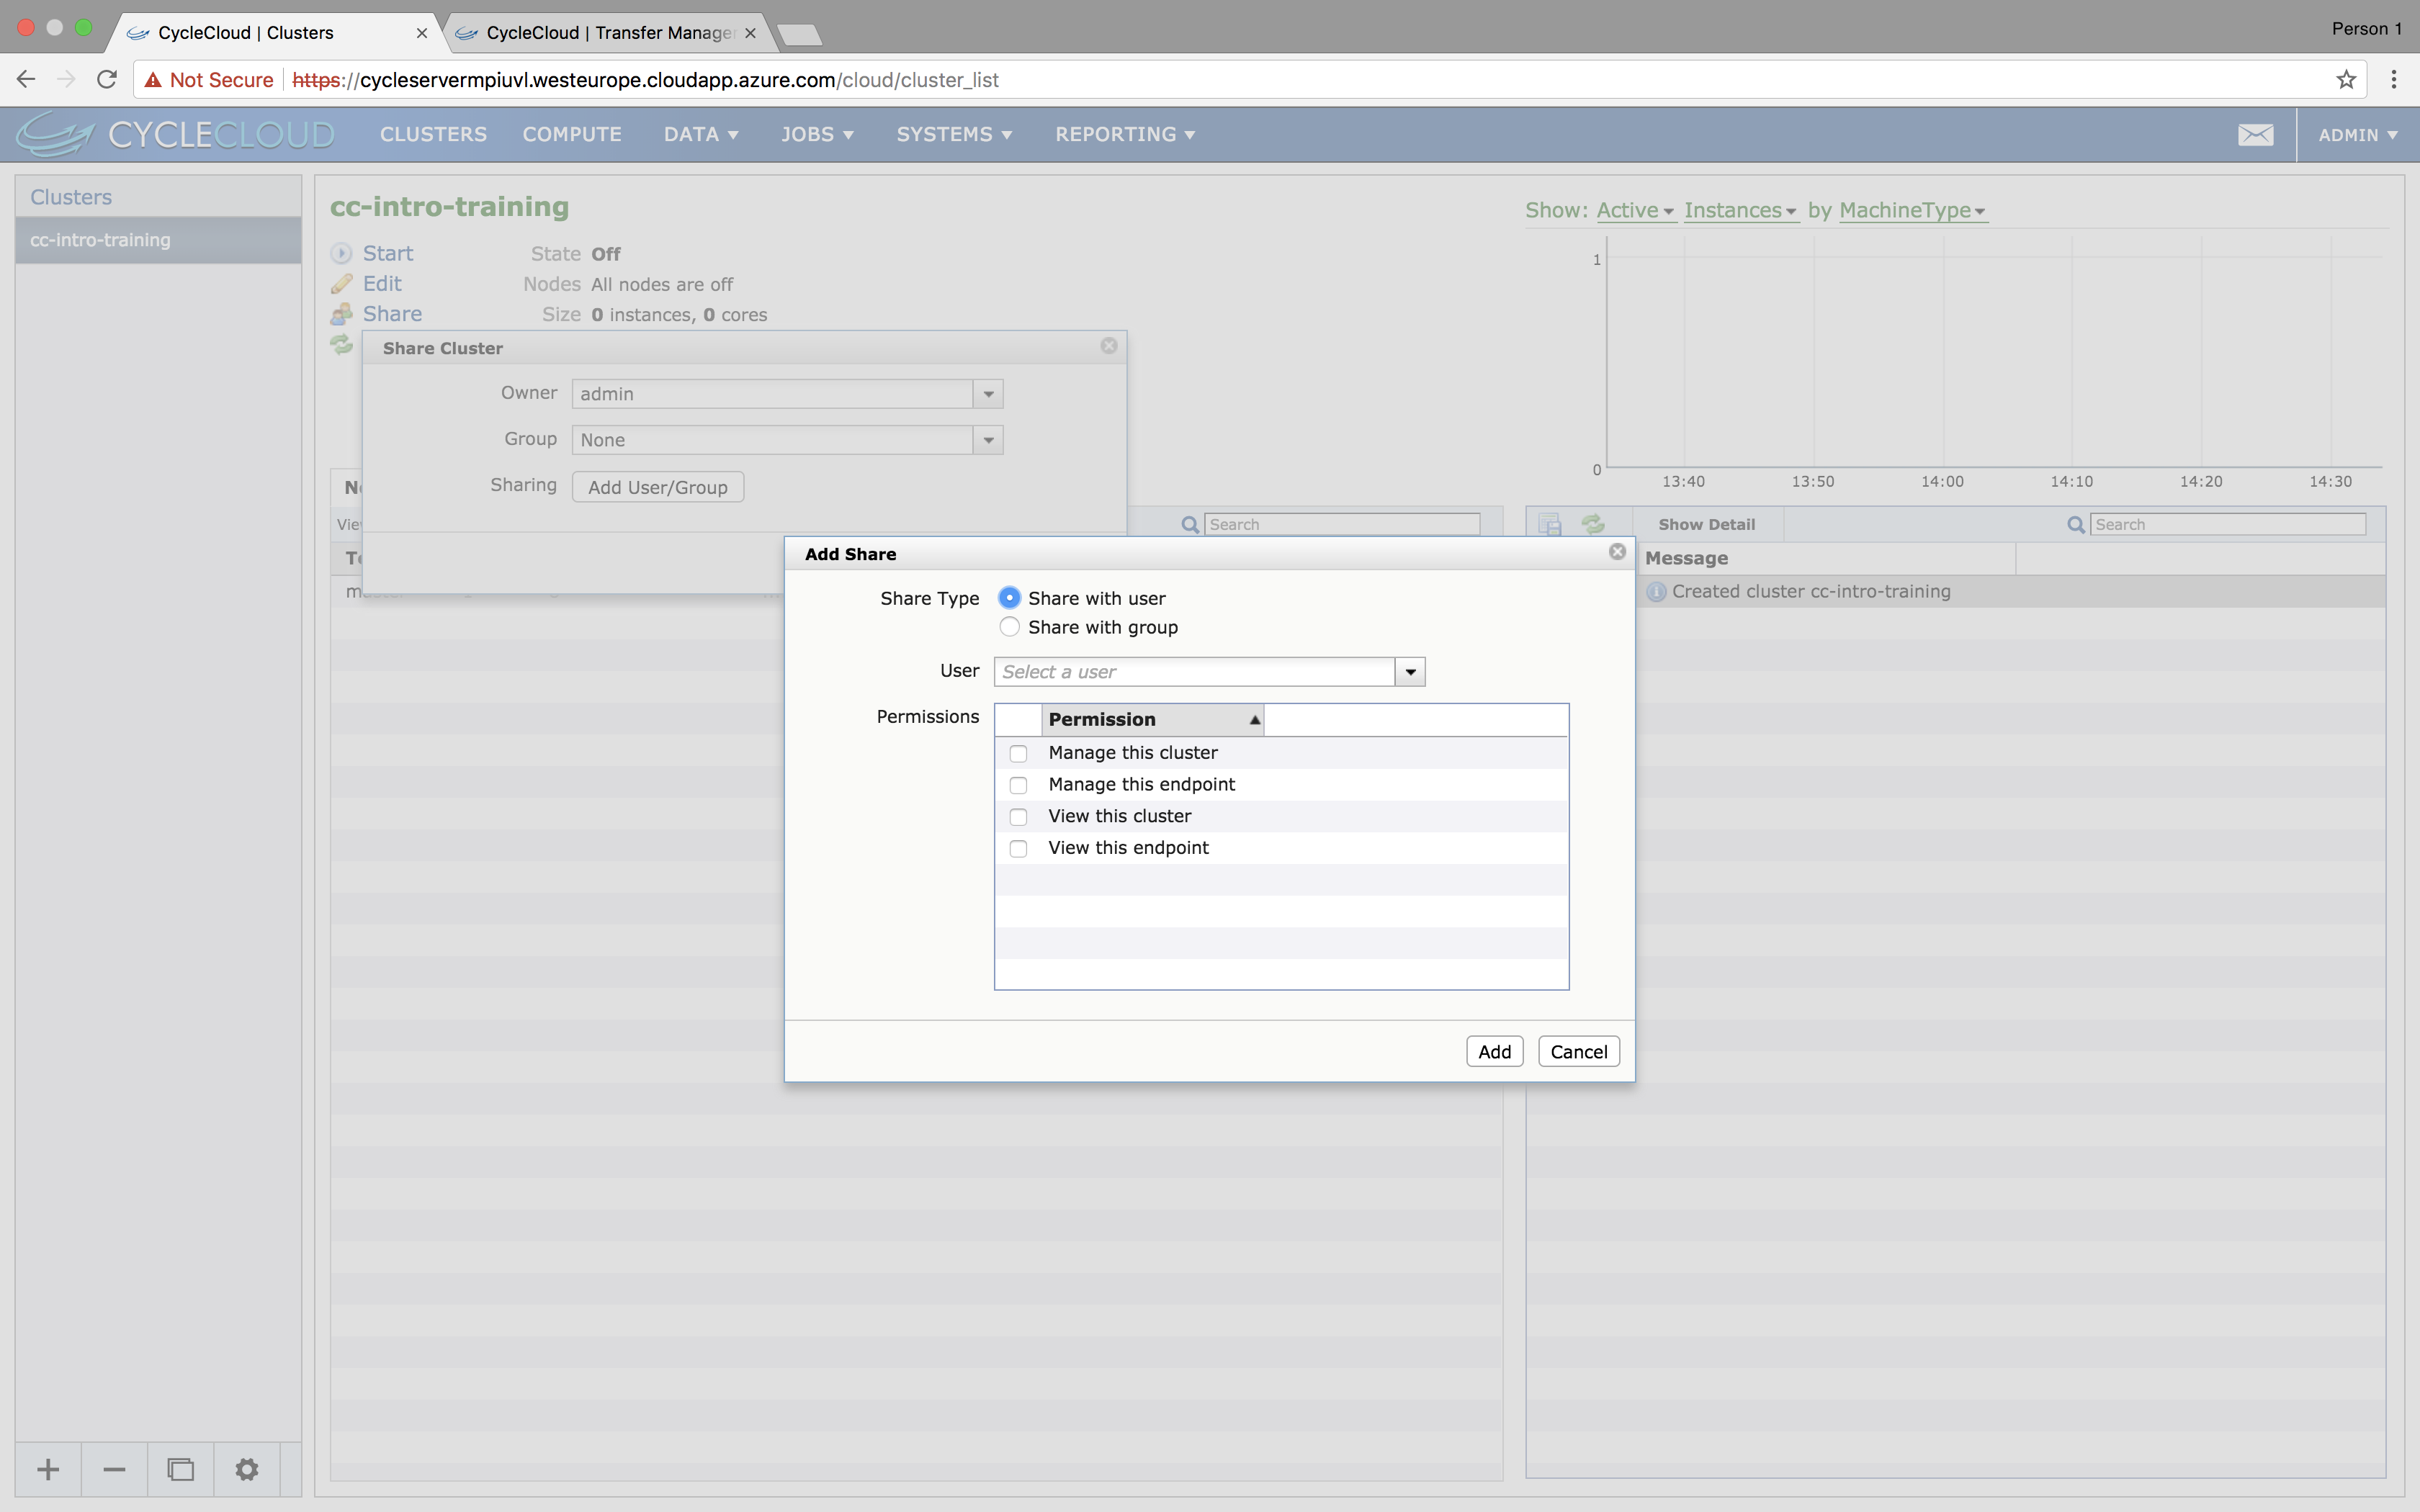 CycleCloud | Clusters
CycleCloud | Transfer Manager
Person 1
Not Secure https://cycleservermpiuvl.westeurope.cloudapp.azure.com/cloud/cluster_list
CYCLECLOUD CLUSTERS COMPUTE DATA JOBS SYSTEMS REPORTING ADMIN
Clusters
cc-intro-training
cc-intro-training
Start State Off
Edit Nodes All nodes are off
Share Size 0 instances, 0 cores
Show: Active Instances by MachineType
1
0
13:40 13:50 14:00 14:10 14:20 14:30
Share Cluster
Owner admin
Group None
Sharing Add User/Group
Search
Show Detail Search
Message
Created cluster cc-intro-training
Add Share
Share Type Share with user
Share with group
User Select a user
Permissions Permission
Manage this cluster
Manage this endpoint
View this cluster
View this endpoint
Add Cancel